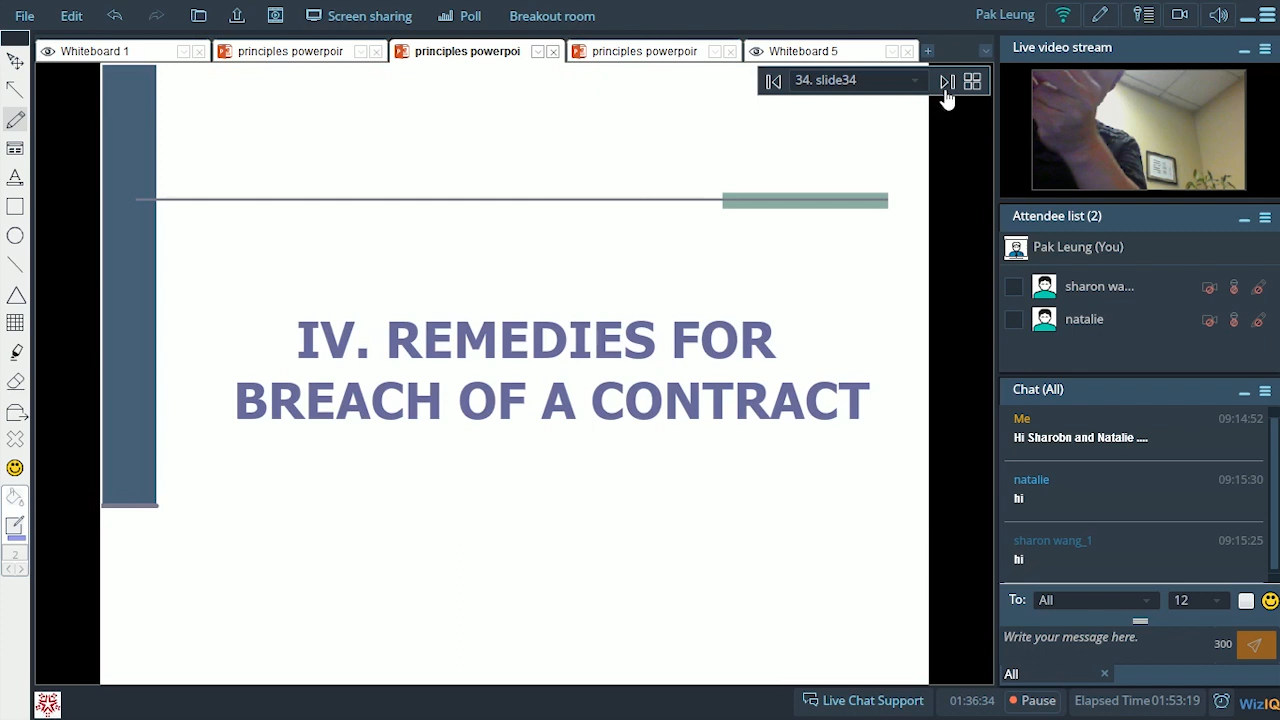 File Edit Screen sharing Poll Breakout room Pak Leung
Whiteboard 1 principles powerpoir principles powerpoi principles powerpoir Whiteboard 5
34. slide34
IV. REMEDIES FOR
BREACH OF A CONTRACT
Live video stream
Attendee list (2)
Pak Leung (You)
sharon wa...
natalie
Chat (All)
Me 09:14:52
Hi Sharobn and Natalie ....
natalie 09:15:30
hi
sharon wang_1 09:15:25
hi
To: All 12
Write your message here. 300
All
2
Live Chat Support 01:36:34 Pause Elapsed Time 01:53:19 WizIQ